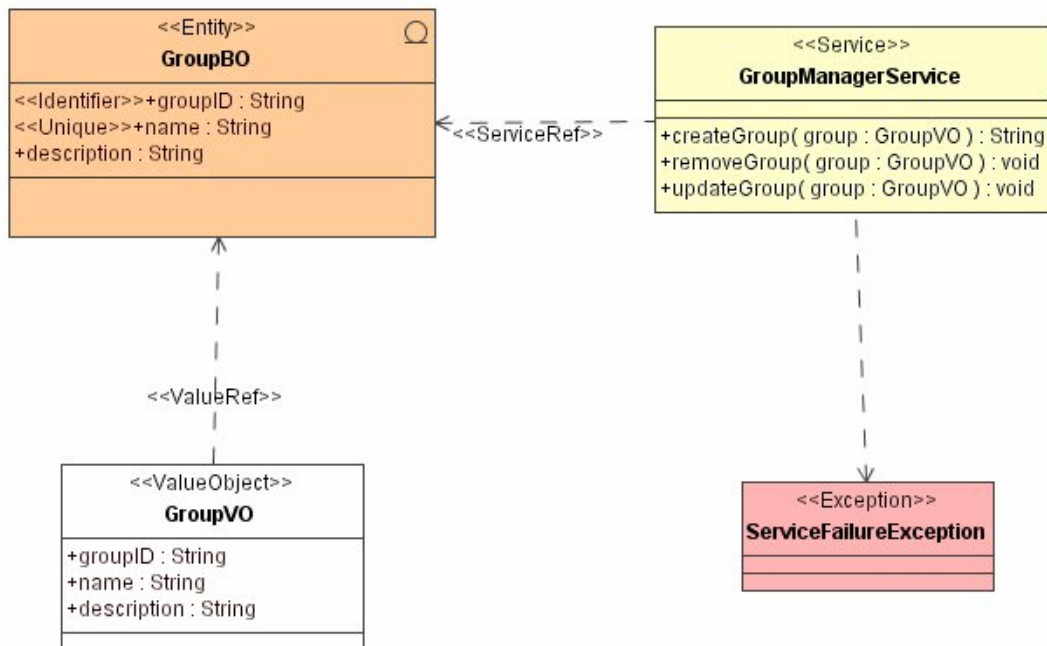 <<Entity>>
GroupBO
<<Identifier>>+groupID : String
<<Unique>>+name : String
+description : String
<<Service>>
GroupManagerService
+createGroup( group : GroupVO ) : String
+removeGroup( group : GroupVO ) : void
+updateGroup( group : GroupVO ) : void
<<ServiceRef>>
<<ValueRef>>
<<ValueObject>>
GroupVO
+groupID : String
+name : String
+description : String
<<Exception>>
ServiceFailureException